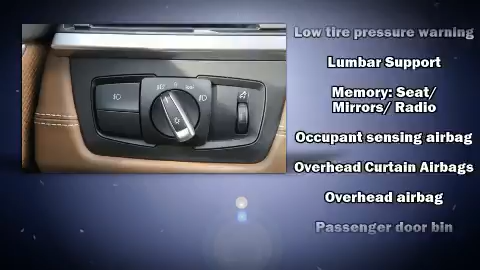 Low tire pressure warning
Lumbar Support
Memory: Seat/
Mirrors/ Radio
Occupant sensing airbag
Overhead Curtain Airbags
Overhead airbag
Passenger door bin